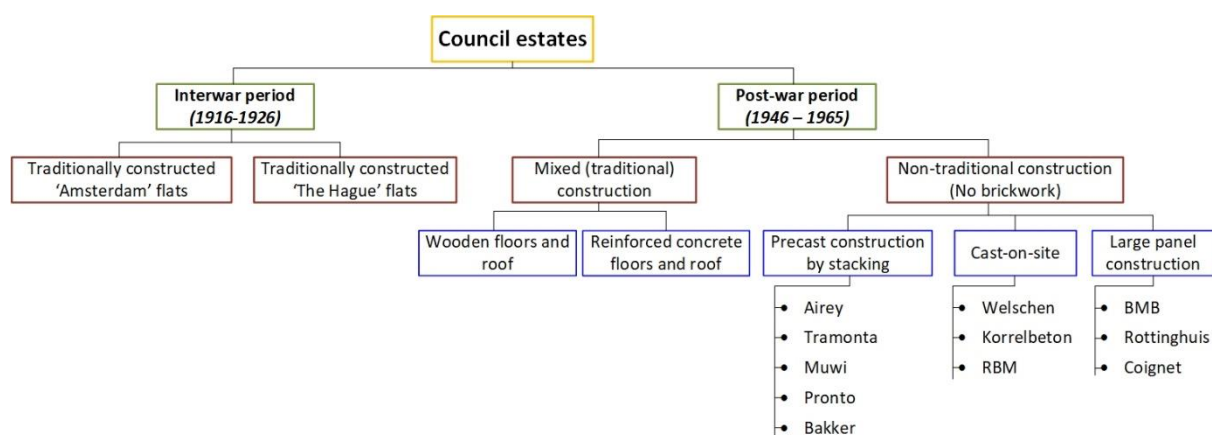 Council estates
Interwar period
(1916-1926)
Post-war period
(1946 – 1965)
Traditionally constructed
‘Amsterdam’ flats
Traditionally constructed
‘The Hague’ flats
Mixed (traditional)
construction
Non-traditional construction
(No brickwork)
Wooden floors and
roof
Reinforced concrete
floors and roof
Precast construction
by stacking
Cast-on-site
Large panel
construction
Airey
Tramonta
Muwi
Pronto
Bakker
Welschen
Korrelbeton
RBM
BMB
Rottinghuis
Coignet